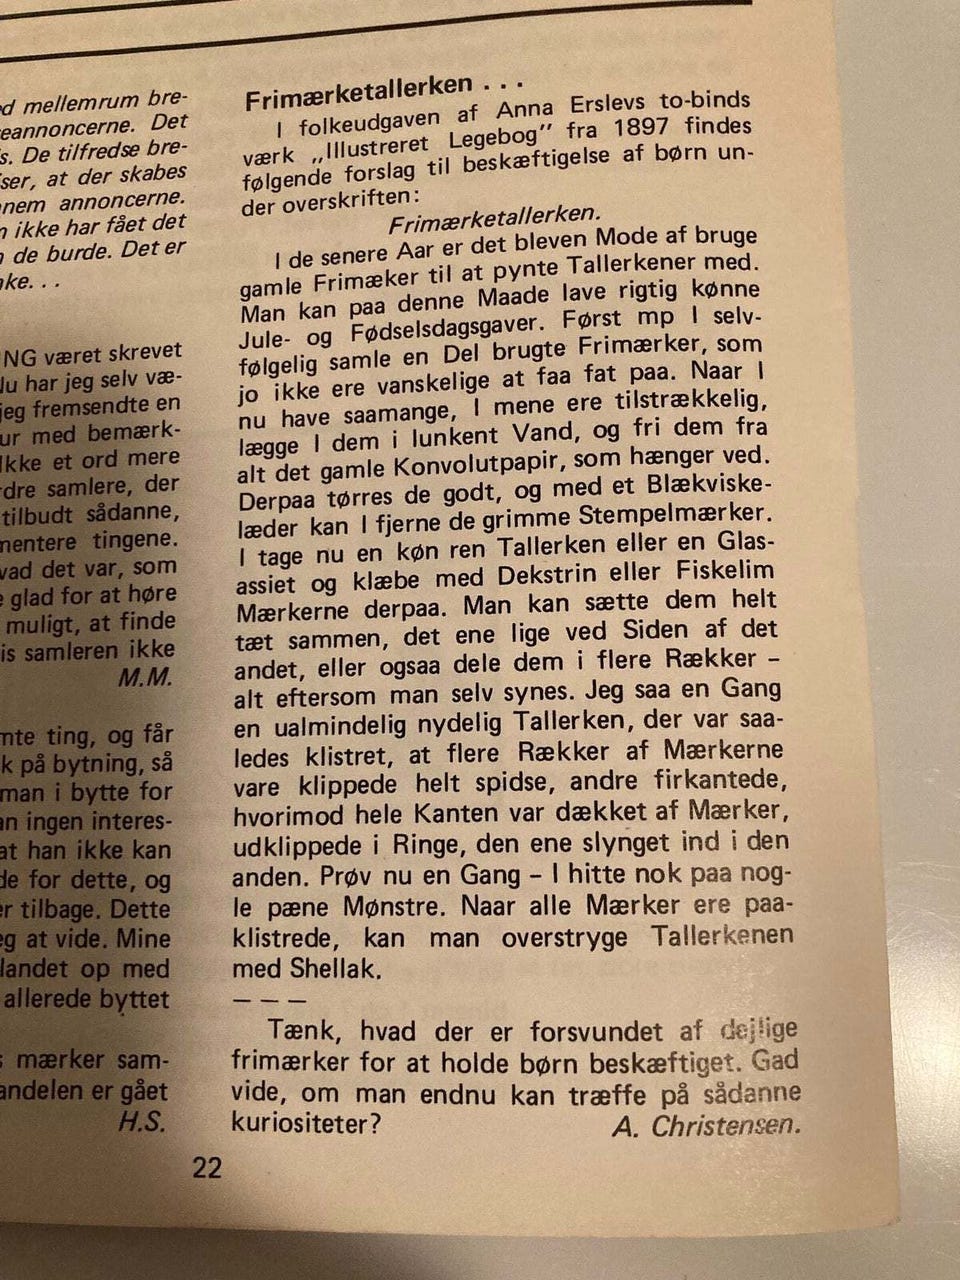 d mellemrum bre-
eannoncerne. Det
s. De tilfredse bre-
ser, at der skabes
nem annoncerne.
n ikke har fået det
n de burde. Det er
nke...
NG været skrevet
Nu har jeg selv væ-
jeg fremsendte en
ur med bemærk-
Ikke et ord mere
rdre samlere, der
tilbudt sådanne,
mentere tingene.
vad det var, som
e glad for at høre
muligt, at finde
is samleren ikke
M.M.
mte ting, og får
k på bytning, så
man i bytte for
an ingen interes-
at han ikke kan
de for dette, og
er tilbage. Dette
eg at vide. Mine
landet op med
allerede byttet
s mærker sam-
andelen er gået
H.S.
Frimærketallerken ...
I folkeudgaven af Anna Erslevs to-binds
værk „Illustreret Legebog" fra 1897 findes
følgende forslag til beskæftigelse af børn un-
der overskriften:
Frimærketallerken.
I de senere Aar er det bleven Mode af bruge
gamle Frimæker til at pynte Tallerkener med.
Man kan paa denne Maade lave rigtig kønne
Jule- og Fødselsdagsgaver. Først mp I selv-
følgelig samle en Del brugte Frimærker, som
jo ikke ere vanskelige at faa fat paa. Naar I
nu have saamange, I mene ere tilstrækkelig,
lægge I dem i lunkent Vand, og fri dem fra
alt det gamle Konvolutpapir, som hænger ved.
Derpaa tørres de godt, og med et Blækviske-
læder kan I fjerne de grimme Stempelmærker.
I tage nu en køn ren Tallerken eller en Glas-
assiet og klæbe med Dekstrin eller Fiskelim
Mærkerne derpaa. Man kan sætte dem helt
tæt sammen, det ene lige ved Siden af det
andet, eller ogsaa dele dem i flere Rækker –
alt eftersom man selv synes. Jeg saa en Gang
en ualmindelig nydelig Tallerken, der var saa-
ledes klistret, at flere Rækker af Mærkerne
vare klippede helt spidse, andre firkantede,
hvorimod hele Kanten var dækket af Mærker,
udklippede i Ringe, den ene slynget ind i den
anden. Prøv nu en Gang – I hitte nok paa nog-
le pæne Mønstre. Naar alle Mærker ere paa-
klistrede, kan man overstryge Tallerkenen
med Shellak.
– – –
Tænk, hvad der er forsvundet af dejlige
frimærker for at holde børn beskæftiget. Gad
vide, om man endnu kan træffe på sådanne
kuriositeter? A. Christensen.
22